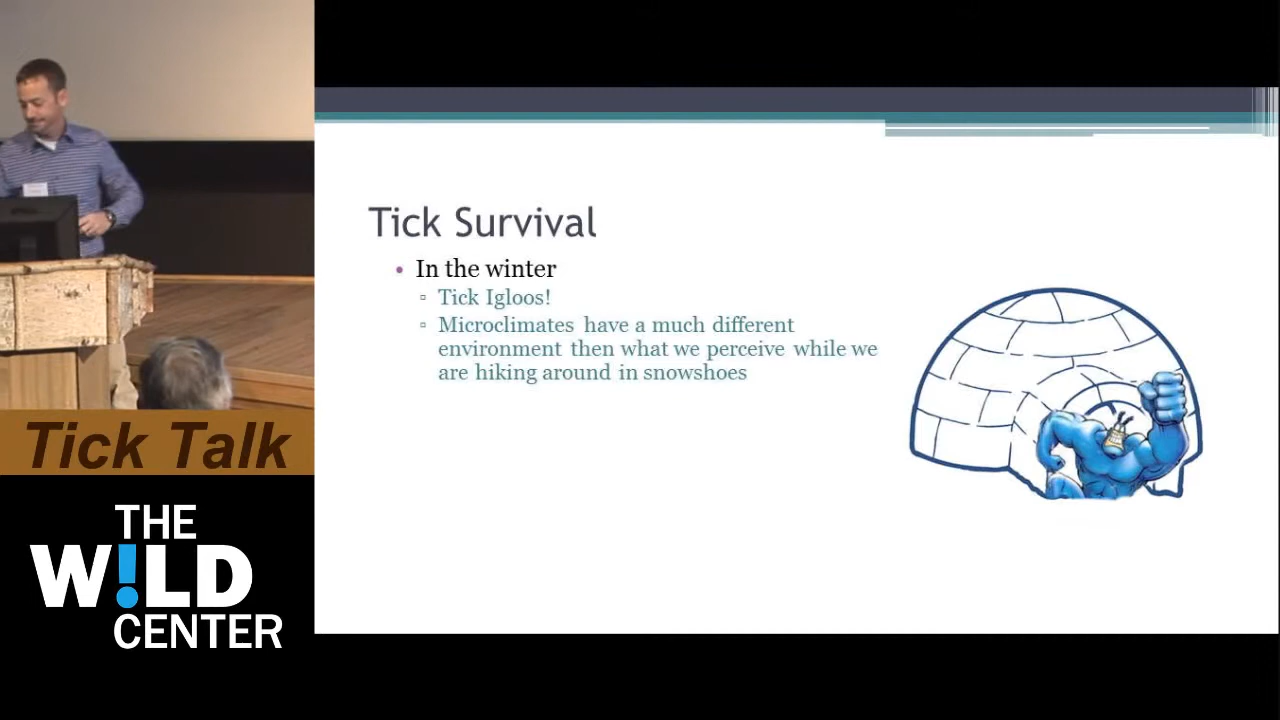 Tick Survival
• In the winter
▫ Tick Igloos!
▫ Microclimates have a much different
environment then what we perceive while we
are hiking around in snowshoes
Tick Talk
THE
W!LD
CENTER